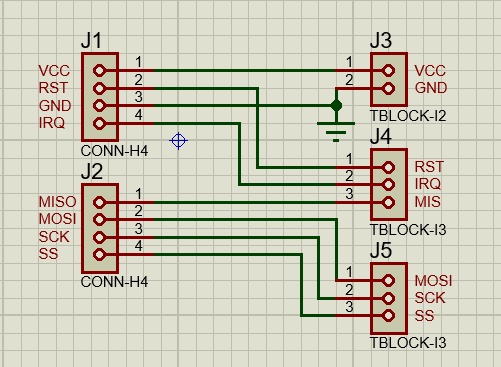 J1
VCC 1
RST 2
GND 3
IRQ 4
CONN-H4
J2
MISO 1
MOSI 2
SCK 3
SS 4
CONN-H4
J3
1 VCC
2 GND
TBLOCK-I2
J4
1 RST
2 IRQ
3 MIS
TBLOCK-I3
J5
1 MOSI
2 SCK
3 SS
TBLOCK-I3